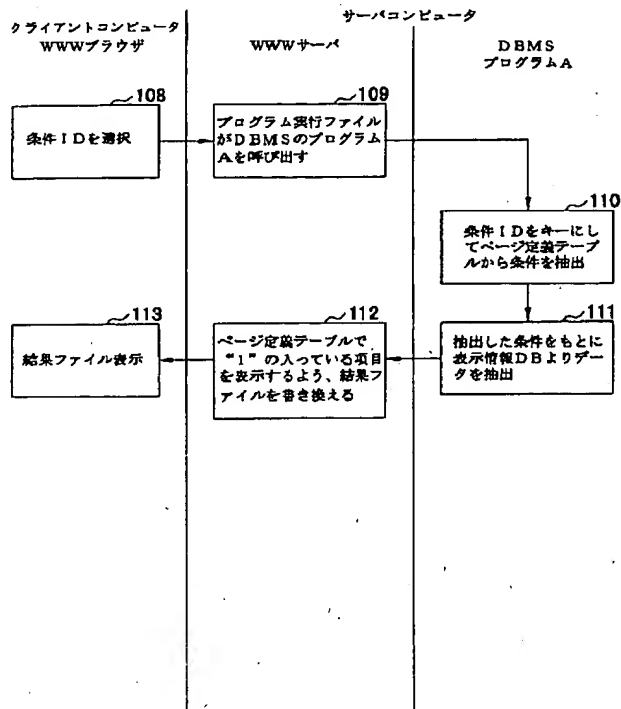 クライアントコンピュータ
WWWブラウザ
サーバコンピュータ
WWWサーバ
DBMS
プログラムA
108
条件IDを選択
109
プログラム実行ファイル
がDBMSのプログラム
Aを呼び出す
110
条件IDをキーにし
てページ定義テーブ
ルから条件を抽出
111
抽出した条件をもとに
表示情報DBよりデー
タを抽出
112
ページ定義テーブルで
“1”の入っている項目
を表示するよう、結果フ
ァイルを書き換える
113
結果ファイル表示